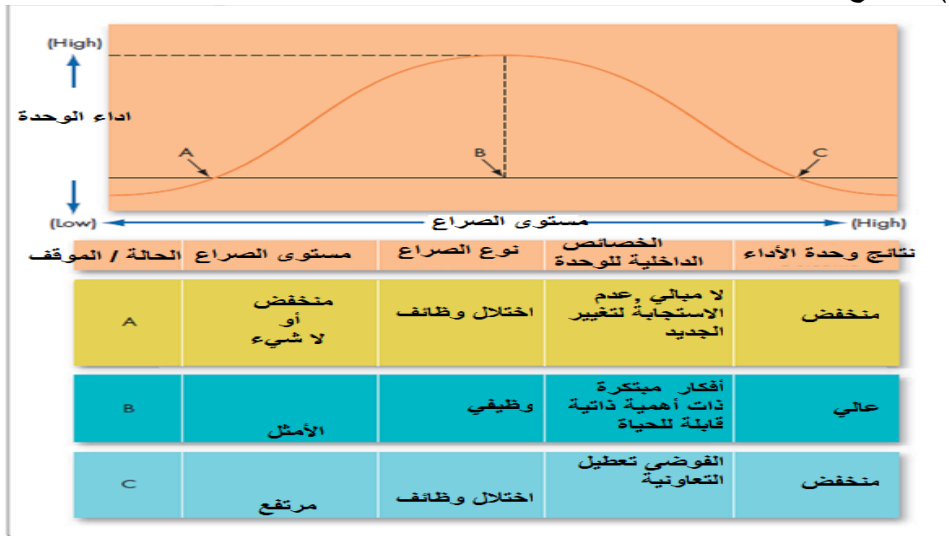 (High)
اداء الوحدة
A
B
C
(Low)
مستوى الصراع
(High)
الحالة / الموقف
مستوى الصراع
نوع الصراع
الخصائص
الداخلية للوحدة
نتائج وحدة الأداء
A
منخفض
أو
لا شيء
اختلال وظائف
لا مبالي ,عدم
الاستجابة لتغيير
الجديد
منخفض
B
الأمثل
وظيفي
أفكار مبتكرة
ذات أهمية ذاتية
قابلة للحياة
عالي
C
مرتفع
اختلال وظائف
الفوضى تعطيل
التعاونية
منخفض